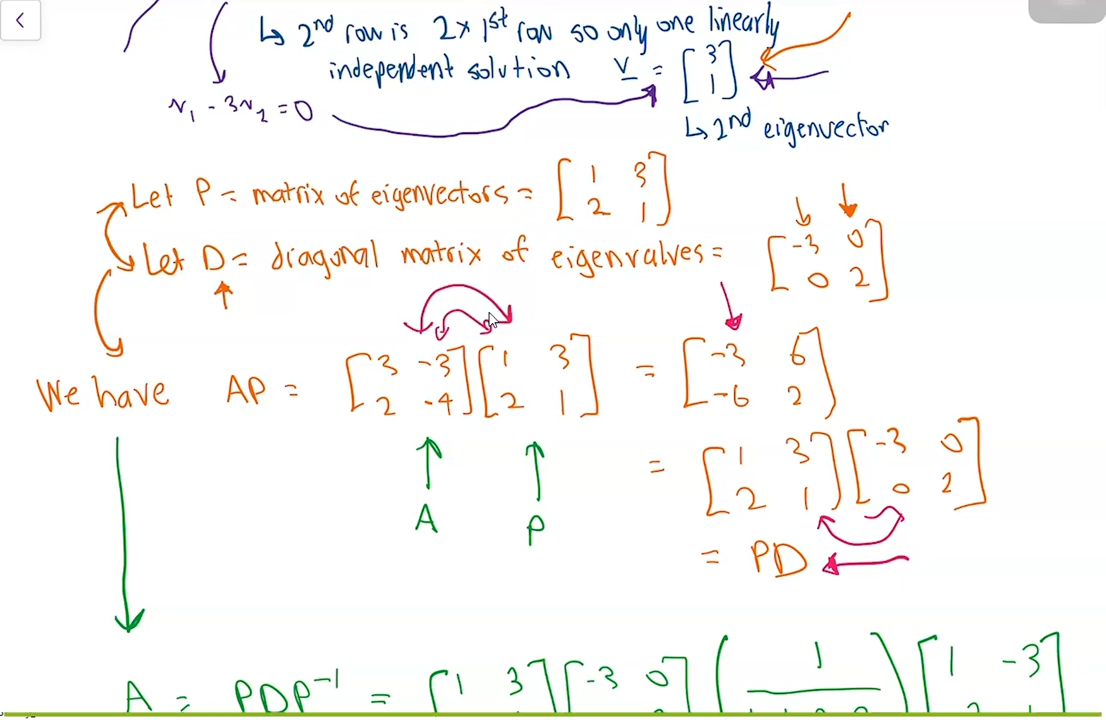 ↳ 2nd row is 2x 1st row so only one linearly
independent solution v = [3 1]
v1 - 3v2 = 0
↳ 2nd eigenvector
Let P = matrix of eigenvectors = [1 3 2 1]
Let D = diagonal matrix of eigenvalves = [-3 0 0 2]
We have AP = [3 -3 2 -4][1 3 2 1] = [-3 6 -6 2]
= [1 3 2 1][-3 0 0 2]
A P
= PD
A = PDP-1 = [1 3][-3 0](1)[1 -3]